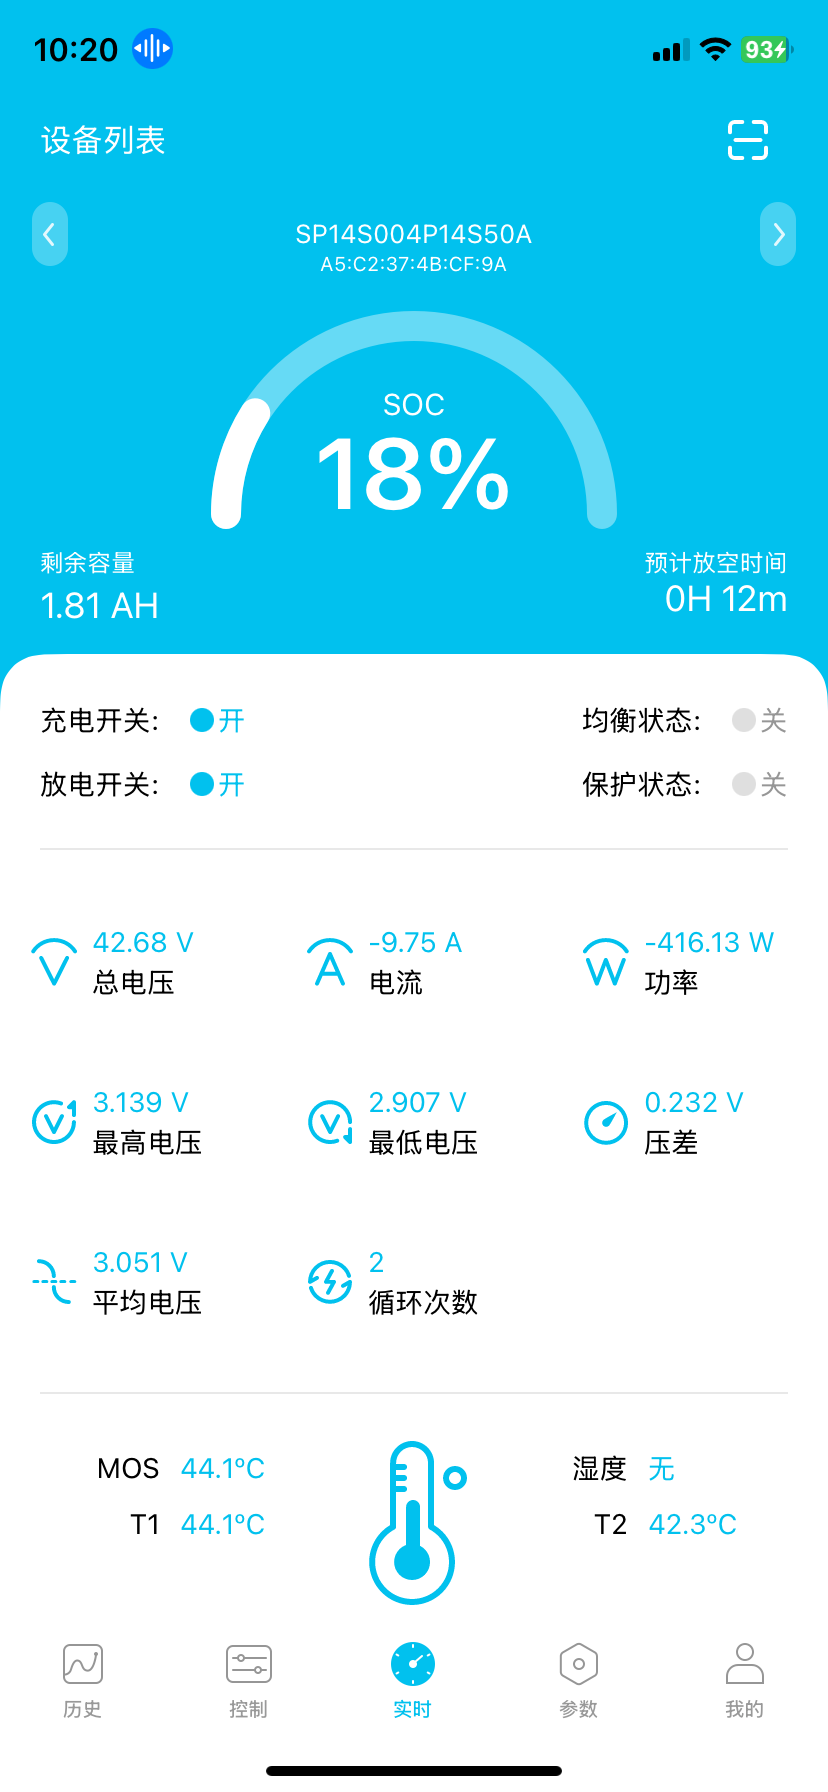 10:20
93
设备列表
SP14S004P14S50A
A5:C2:37:4B:CF:9A
SOC
18%
剩余容量
预计放空时间
1.81 AH
0H 12m
充电开关: 开
均衡状态: 关
放电开关: 开
保护状态: 关
42.68 V
总电压
-9.75 A
电流
-416.13 W
功率
3.139 V
最高电压
2.907 V
最低电压
0.232 V
压差
3.051 V
平均电压
2
循环次数
MOS 44.1°C
湿度 无
T1 44.1°C
T2 42.3°C
历史
控制
实时
参数
我的